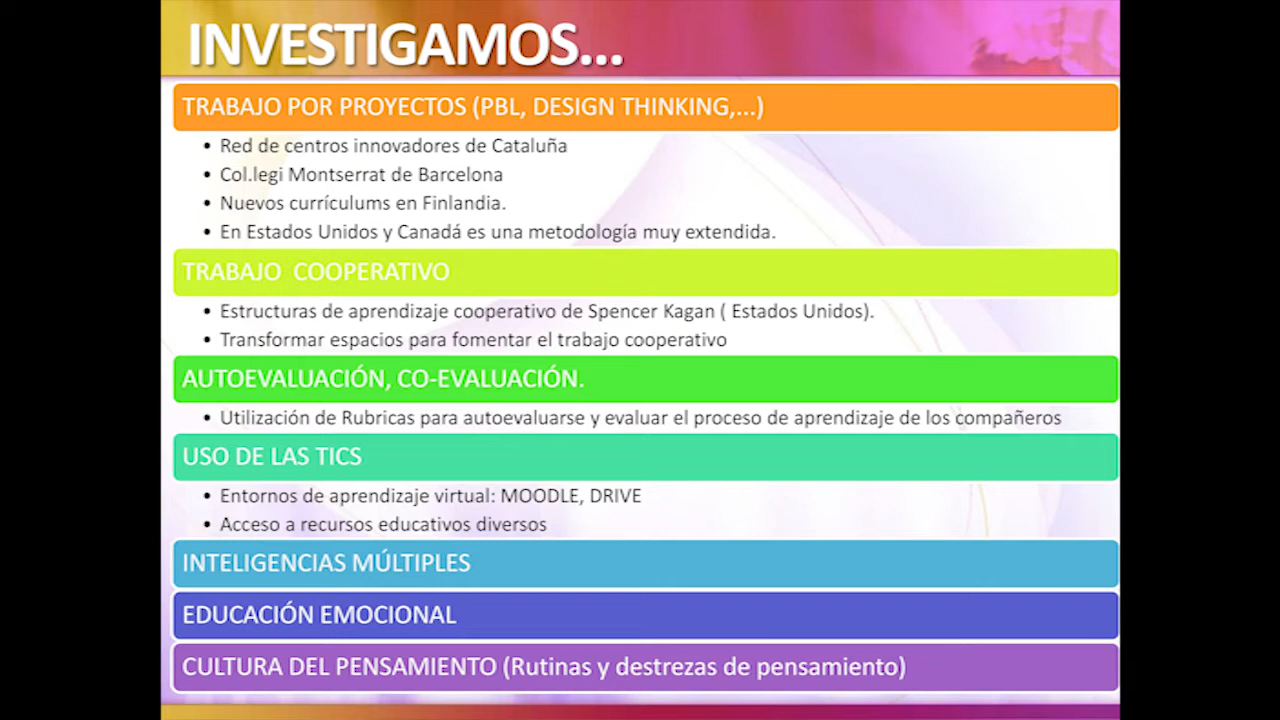 INVESTIGAMOS...
TRABAJO POR PROYECTOS (PBL, DESIGN THINKING,...)
• Red de centros innovadores de Cataluña
• Col.legi Montserrat de Barcelona
• Nuevos currículums en Finlandia.
• En Estados Unidos y Canadá es una metodología muy extendida.
TRABAJO COOPERATIVO
• Estructuras de aprendizaje cooperativo de Spencer Kagan ( Estados Unidos).
• Transformar espacios para fomentar el trabajo cooperativo
AUTOEVALUACIÓN, CO-EVALUACIÓN.
• Utilización de Rubricas para autoevaluarse y evaluar el proceso de aprendizaje de los compañeros
USO DE LAS TICS
• Entornos de aprendizaje virtual: MOODLE, DRIVE
• Acceso a recursos educativos diversos
INTELIGENCIAS MÚLTIPLES
EDUCACIÓN EMOCIONAL
CULTURA DEL PENSAMIENTO (Rutinas y destrezas de pensamiento)